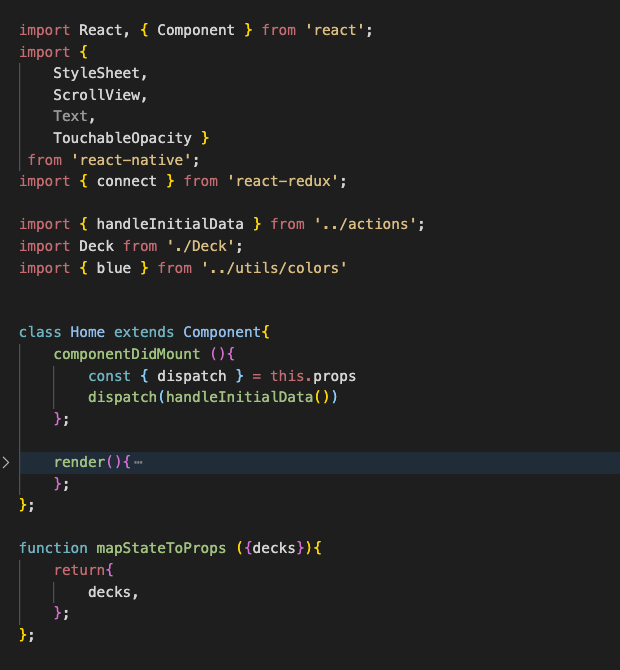 import React, { Component } from 'react';
import {
    StyleSheet,
    ScrollView,
    Text,
    TouchableOpacity }
 from 'react-native';
import { connect } from 'react-redux';

import { handleInitialData } from '../actions';
import Deck from './Deck';
import { blue } from '../utils/colors'


class Home extends Component{
    componentDidMount (){
        const { dispatch } = this.props
        dispatch(handleInitialData())
    };

    render(){⋯
    };
};

function mapStateToProps ({decks}){
    return{
        decks,
    };
};